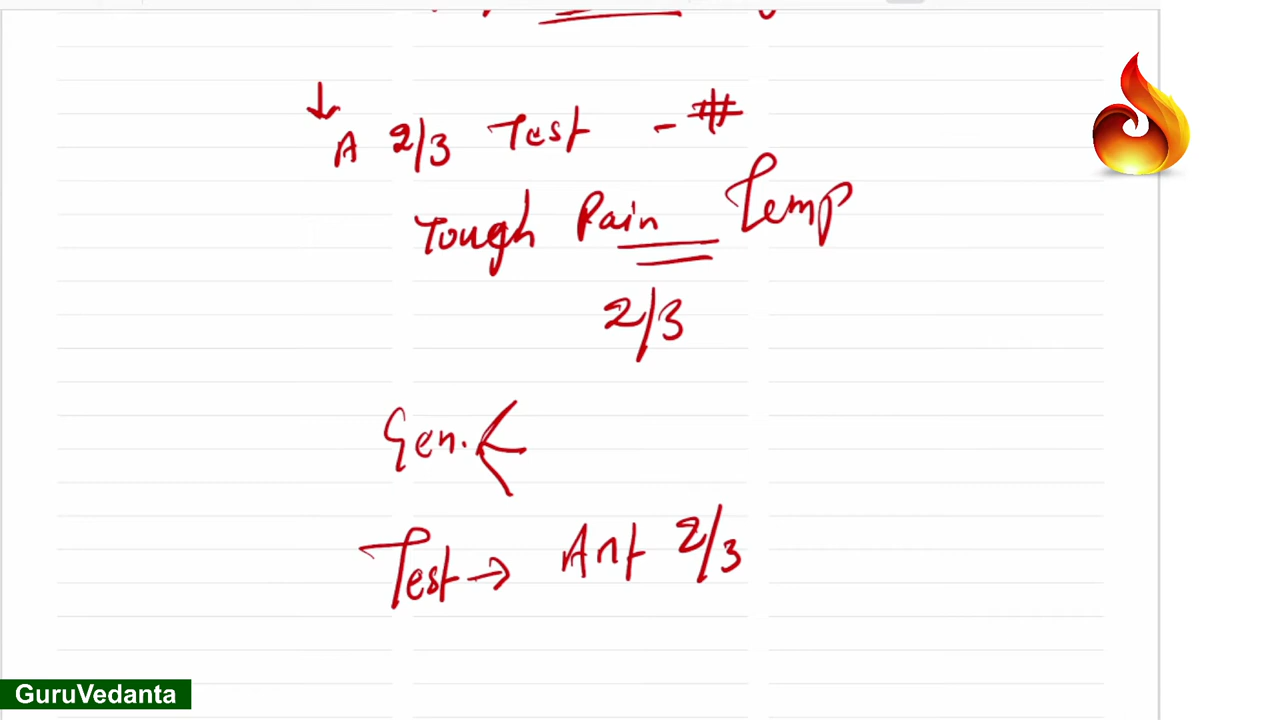 ↓
A 2/3 Test - #
Tough Pain Temp
2/3
Gen.
Test → Ant 2/3
GuruVedanta